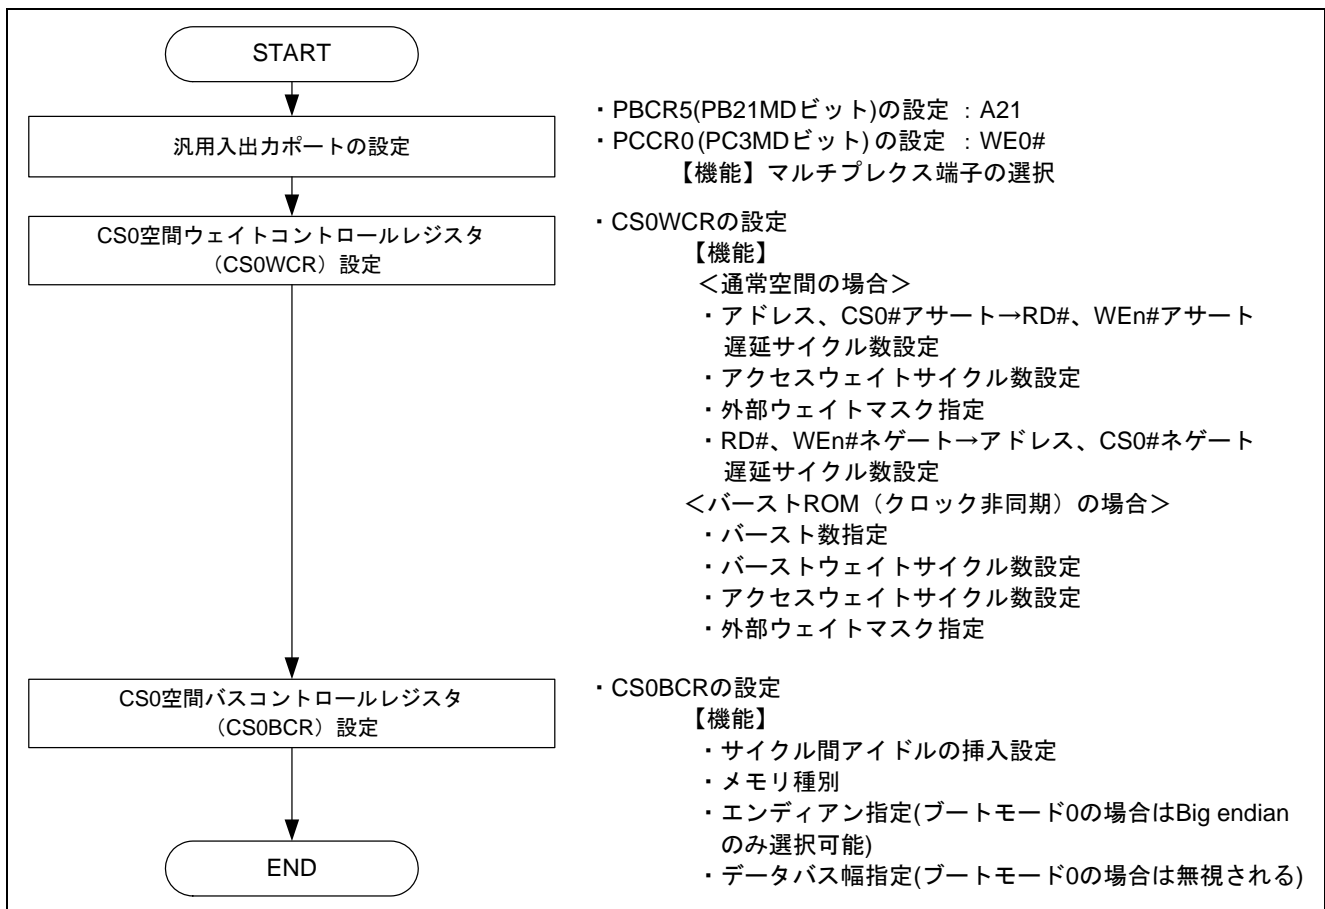 START
汎用入出力ポートの設定
・PBCR5(PB21MDビット)の設定 : A21
・PCCR0 (PC3MDビット) の設定 : WE0#
【機能】マルチプレクス端子の選択
CS0空間ウェイトコントロールレジスタ
（CS0WCR）設定
・CS0WCRの設定
【機能】
＜通常空間の場合＞
・アドレス、CS0#アサート→RD#、WEn#アサート
遅延サイクル数設定
・アクセスウェイトサイクル数設定
・外部ウェイトマスク指定
・RD#、WEn#ネゲート→アドレス、CS0#ネゲート
遅延サイクル数設定
＜バーストROM（クロック非同期）の場合＞
・バースト数指定
・バーストウェイトサイクル数設定
・アクセスウェイトサイクル数設定
・外部ウェイトマスク指定
CS0空間バスコントロールレジスタ
（CS0BCR）設定
・CS0BCRの設定
【機能】
・サイクル間アイドルの挿入設定
・メモリ種別
・エンディアン指定(ブートモード0の場合はBig endian
のみ選択可能)
・データバス幅指定(ブートモード0の場合は無視される)
END